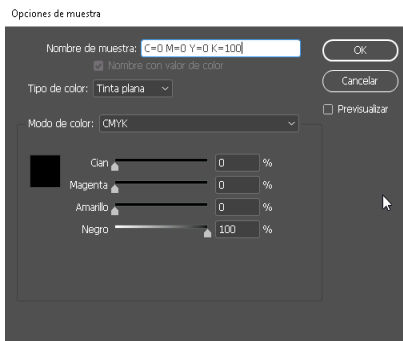 Opciones de muestra
Nombre de muestra: C=0 M=0 Y=0 K=100
OK
Nombre con valor de color
Cancelar
Tipo de color: Tinta plana
Previsualizar
Modo de color: CMYK
Cian 0 %
Magenta 0 %
Amarillo 0 %
Negro 100 %